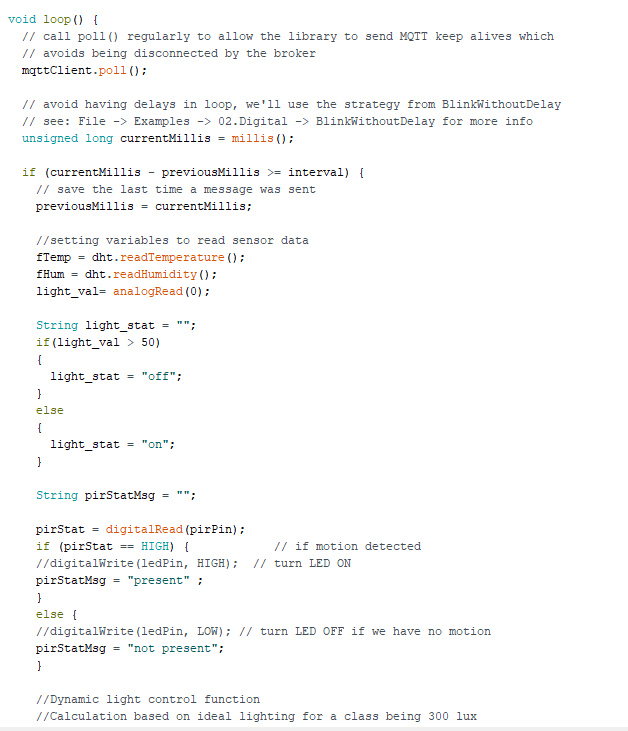 void loop() {
  // call poll() regularly to allow the library to send MQTT keep alives which
  // avoids being disconnected by the broker
  mqttClient.poll();

  // avoid having delays in loop, we'll use the strategy from BlinkWithoutDelay
  // see: File -> Examples -> 02.Digital -> BlinkWithoutDelay for more info
  unsigned long currentMillis = millis();

  if (currentMillis - previousMillis >= interval) {
    // save the last time a message was sent
    previousMillis = currentMillis;

    //setting variables to read sensor data
    fTemp = dht.readTemperature();
    fHum = dht.readHumidity();
    light_val= analogRead(0);

    String light_stat = "";
    if(light_val > 50)
    {
      light_stat = "off";
    }
    else
    {
      light_stat = "on";
    }

    String pirStatMsg = "";

    pirStat = digitalRead(pirPin);
    if (pirStat == HIGH) {            // if motion detected
    //digitalWrite(ledPin, HIGH);  // turn LED ON
    pirStatMsg = "present" ;
    }
    else {
    //digitalWrite(ledPin, LOW); // turn LED OFF if we have no motion
    pirStatMsg = "not present";
    }

    //Dynamic light control function
    //Calculation based on ideal lighting for a class being 300 lux